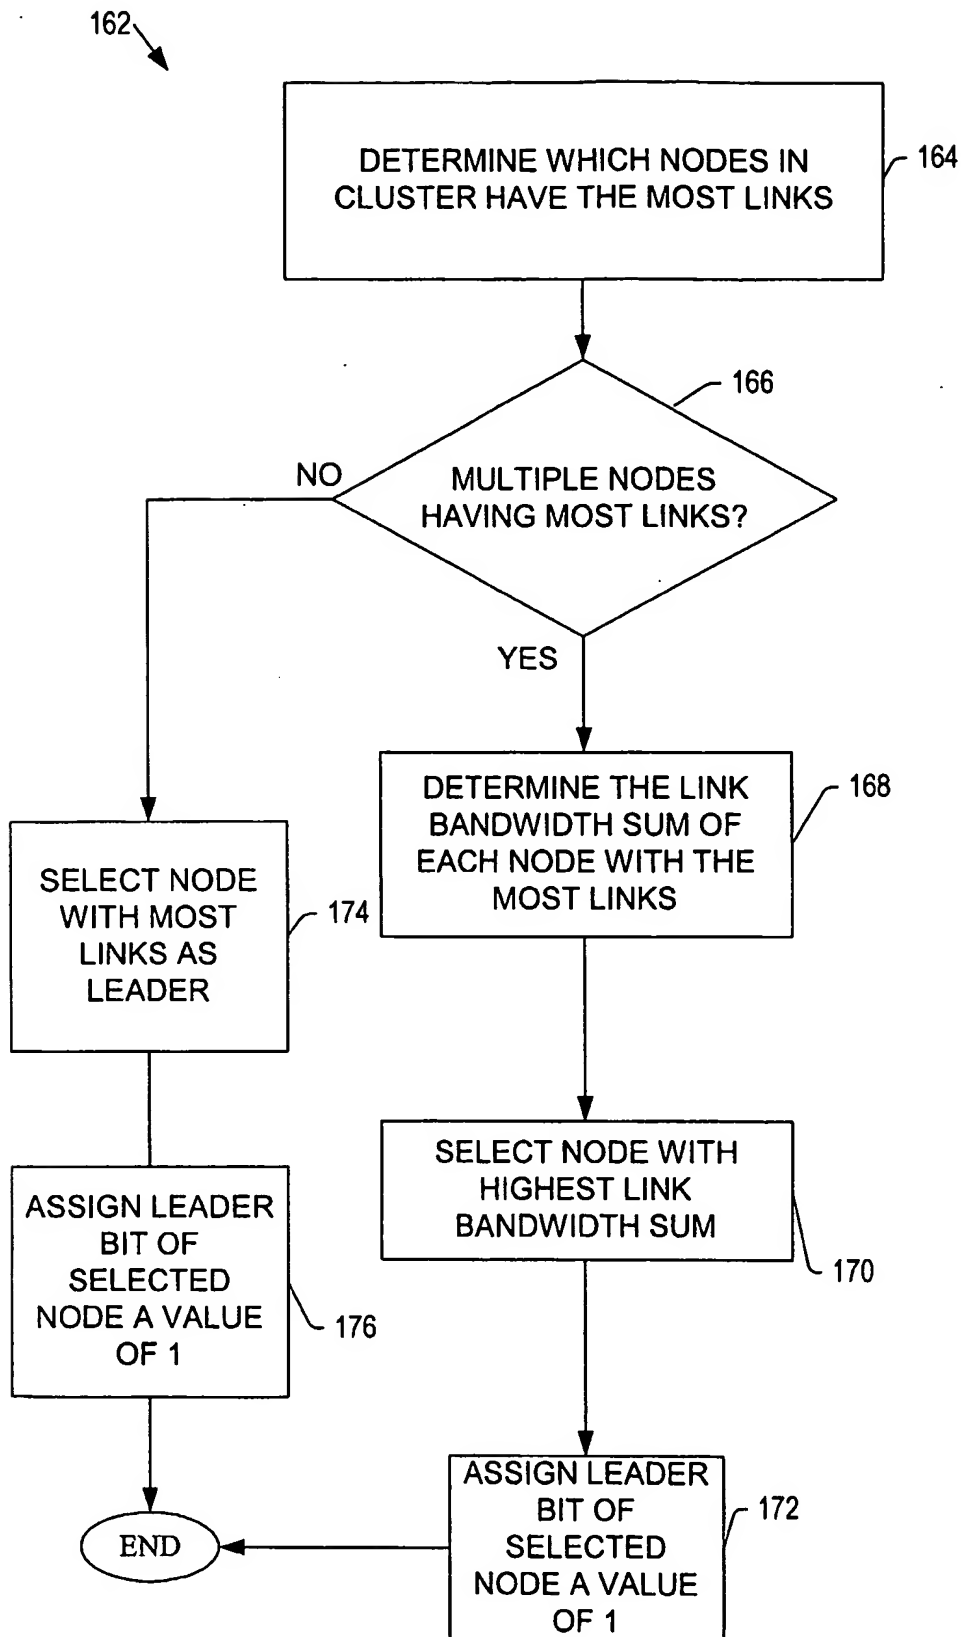 162
DETERMINE WHICH NODES IN
CLUSTER HAVE THE MOST LINKS
164
166
MULTIPLE NODES
HAVING MOST LINKS?
NO
YES
DETERMINE THE LINK
BANDWIDTH SUM OF
EACH NODE WITH THE
MOST LINKS
168
SELECT NODE
WITH MOST
LINKS AS
LEADER
174
SELECT NODE WITH
HIGHEST LINK
BANDWIDTH SUM
170
ASSIGN LEADER
BIT OF
SELECTED
NODE A VALUE
OF 1
176
ASSIGN LEADER
BIT OF
SELECTED
NODE A VALUE
OF 1
172
END